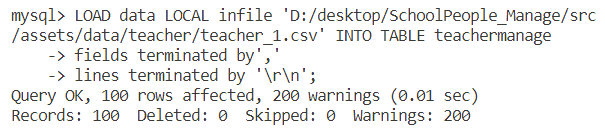 mysql> LOAD data LOCAL infile 'D:/desktop/SchoolPeople_Manage/src
/assets/data/teacher/teacher_1.csv' INTO TABLE teachermanage
    -> fields terminated by','
    -> lines terminated by '\r\n';
Query OK, 100 rows affected, 200 warnings (0.01 sec)
Records: 100  Deleted: 0  Skipped: 0  Warnings: 200